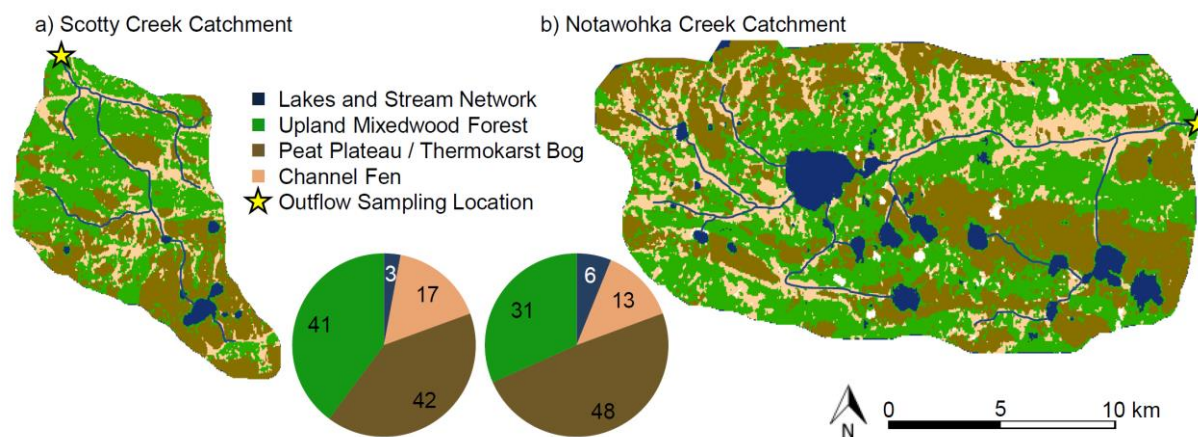 a) Scotty Creek Catchment
b) Notawohka Creek Catchment
Lakes and Stream Network
Upland Mixedwood Forest
Peat Plateau / Thermokarst Bog
Channel Fen
Outflow Sampling Location
3
17
42
41
6
13
48
31
N
0 5 10 km